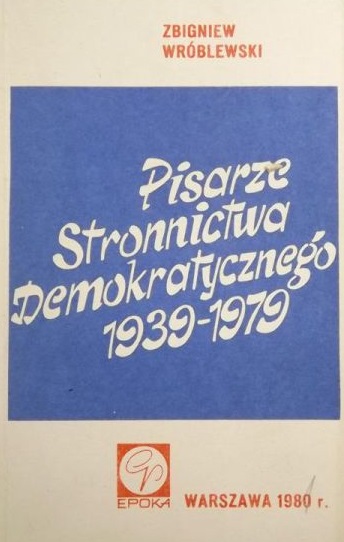 ZBIGNIEW
WRÓBLEWSKI
Pisarze
Stronnictwa
Demokratycznego
1939-1979
EPOKA
WARSZAWA 1980 r.